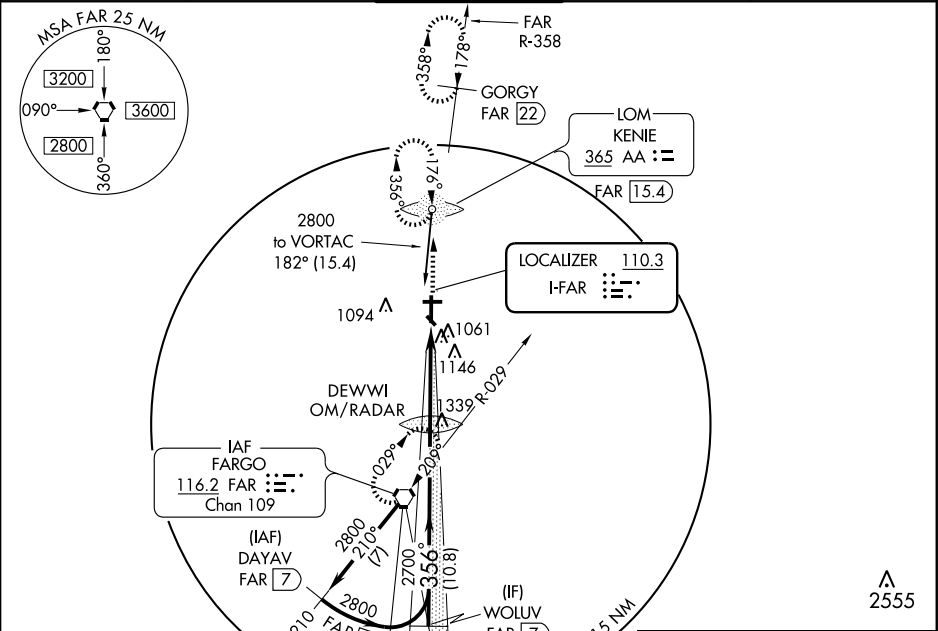 MSA FAR 25 NM
180°
3200
090°
3600
2800
360°
FAR
R-358
358°
178°
GORGY
FAR 22
LOM
KENIE
365 AA
FAR 15.4
356°
176°
2800
to VORTAC
182° (15.4)
LOCALIZER 110.3
I-FAR
1094
1061
1146
DEWWI
OM/RADAR
1339
R-029
029°
209°
IAF
FARGO
116.2 FAR
Chan 109
2800
210°
(7)
2700
356°
(10.8)
(IAF)
DAYAV
FAR 7
2800
(IF)
WOLUV
FAR 7
2555